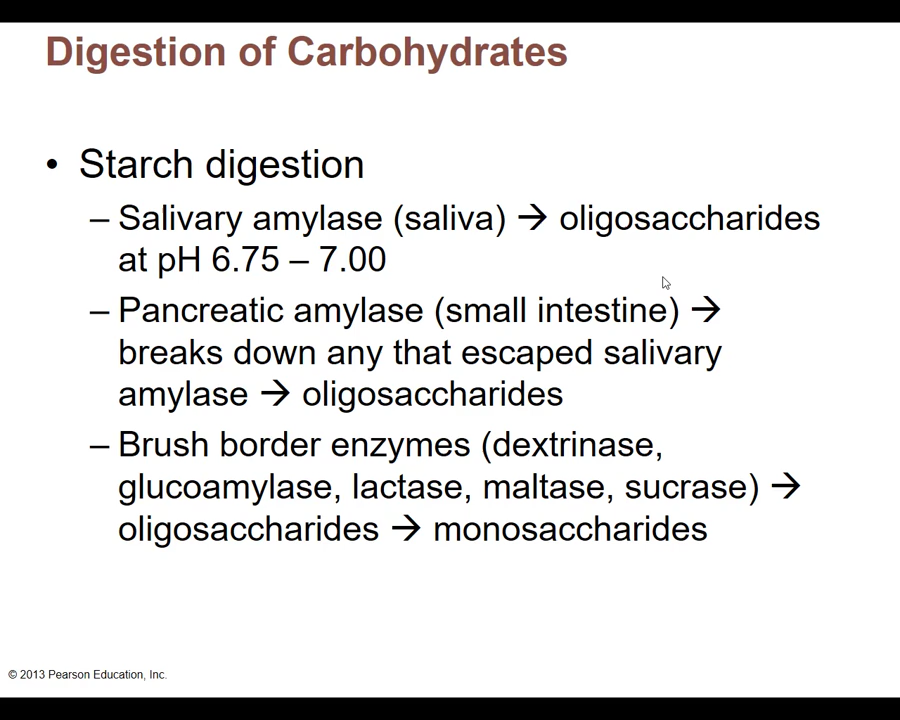 Digestion of Carbohydrates
• Starch digestion
– Salivary amylase (saliva) → oligosaccharides
at pH 6.75 – 7.00
– Pancreatic amylase (small intestine) →
breaks down any that escaped salivary
amylase → oligosaccharides
– Brush border enzymes (dextrinase,
glucoamylase, lactase, maltase, sucrase) →
oligosaccharides → monosaccharides
© 2013 Pearson Education, Inc.